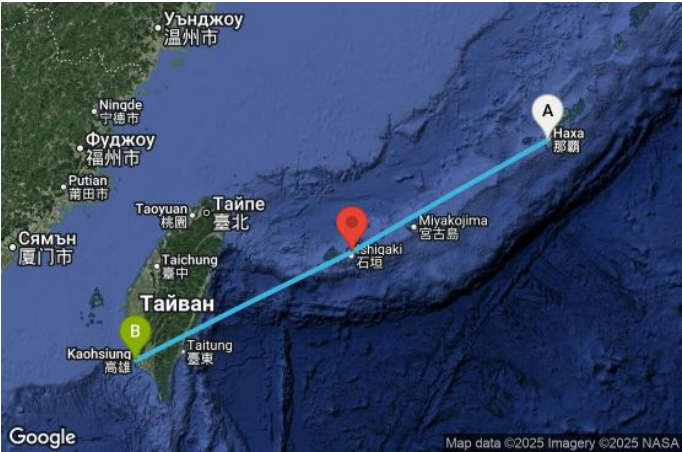 Уънджоу
温州市
Ningde
宁德市
Фуджоу
福州市
Putian
莆田市
Сямън
厦门市
Taoyuan
桃園
Тайпе
臺北
Taichung
臺中
Тайван
B
Kaohsiung
高雄
Taitung
臺東
Ishigaki
石垣
Miyakojima
宮古島
A
Наха
那覇
Google
Map data ©2025 Imagery ©2025 NASA